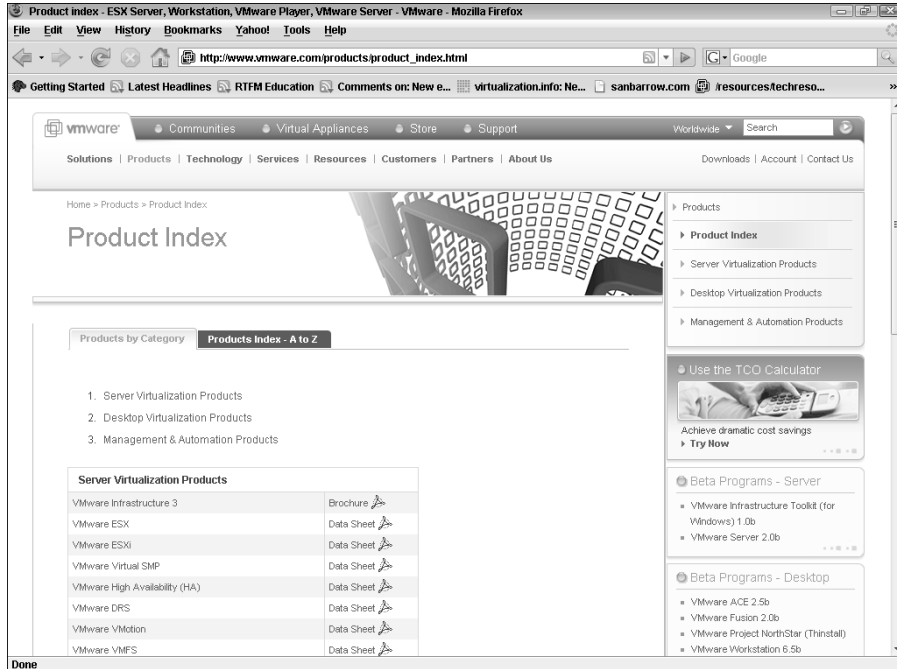 Product index - ESX Server, Workstation, VMware Player, VMware Server - VMware - Mozilla Firefox
File Edit View History Bookmarks Yahoo! Tools Help
http://www.vmware.com/products/product_index.html
G Google
Getting Started Latest Headlines RTFM Education Comments on: New e... virtualization.info: Ne... sanbarrow.com /resources/techreso... »
vmware Communities Virtual Appliances Store Support Worldwide Search
Solutions | Products | Technology | Services | Resources | Customers | Partners | About Us
Downloads | Account | Contact Us
Home > Products > Product Index
Product Index
Products
Product Index
Server Virtualization Products
Desktop Virtualization Products
Management & Automation Products
Products by Category
Products Index - A to Z
1. Server Virtualization Products
2. Desktop Virtualization Products
3. Management & Automation Products
Server Virtualization Products
VMware Infrastructure 3 Brochure
VMware ESX Data Sheet
VMware ESXi Data Sheet
VMware Virtual SMP Data Sheet
VMware High Availability (HA) Data Sheet
VMware DRS Data Sheet
VMware VMotion Data Sheet
VMware VMFS Data Sheet
Use the TCO Calculator
Achieve dramatic cost savings
Try Now
Beta Programs - Server
VMware Infrastructure Toolkit (for
Windows) 1.0b
VMware Server 2.0b
Beta Programs - Desktop
VMware ACE 2.5b
VMware Fusion 2.0b
VMware Project NorthStar (Thinstall)
VMware Workstation 6.5b
Done